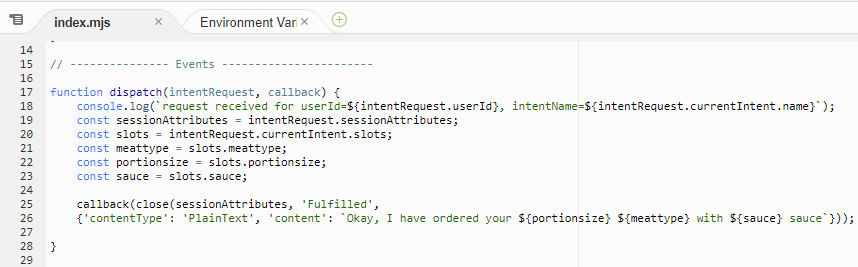 index.mjs × Environment Vari ×
14
15 // --------------- Events -----------------------
16
17 function dispatch(intentRequest, callback) {
18 console.log(`request received for userId=${intentRequest.userId}, intentName=${intentRequest.currentIntent.name}`);
19 const sessionAttributes = intentRequest.sessionAttributes;
20 const slots = intentRequest.currentIntent.slots;
21 const meattype = slots.meattype;
22 const portionsize = slots.portionsize;
23 const sauce = slots.sauce;
24
25 callback(close(sessionAttributes, 'Fulfilled',
26 {'contentType': 'PlainText', 'content': `Okay, I have ordered your ${portionsize} ${meattype} with ${sauce} sauce`}));
27
28 }
29